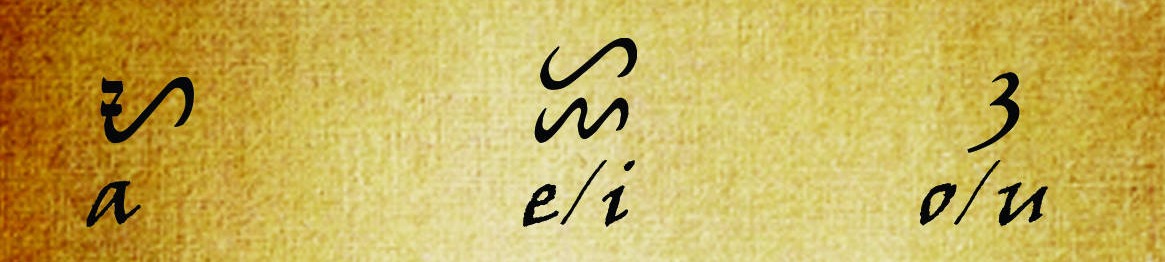 ᜀ ᜁ ᜂ
a e/i o/u